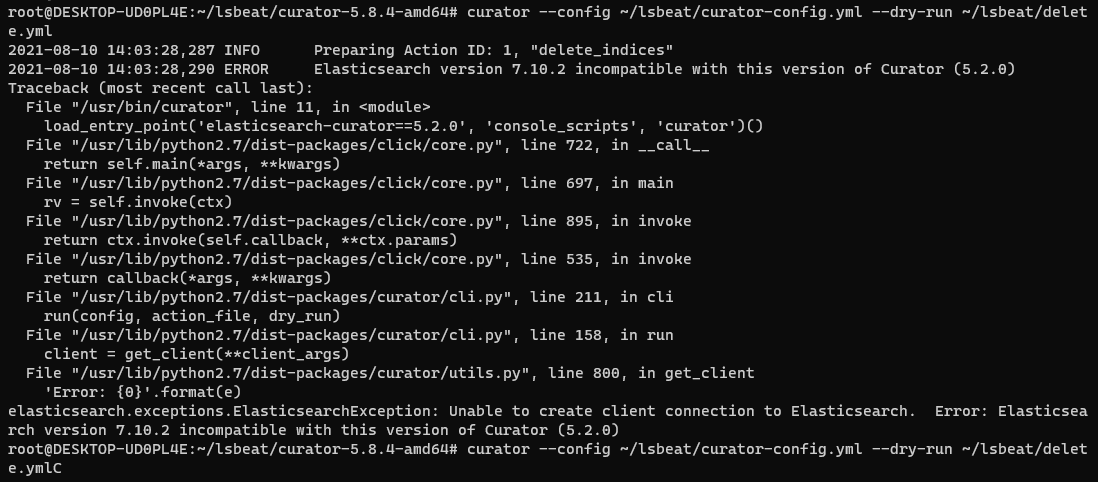 root@DESKTOP-UD0PL4E:~/lsbeat/curator-5.8.4-amd64# curator --config ~/lsbeat/curator-config.yml --dry-run ~/lsbeat/delet
e.yml
2021-08-10 14:03:28,287 INFO      Preparing Action ID: 1, "delete_indices"
2021-08-10 14:03:28,290 ERROR     Elasticsearch version 7.10.2 incompatible with this version of Curator (5.2.0)
Traceback (most recent call last):
  File "/usr/bin/curator", line 11, in <module>
    load_entry_point('elasticsearch-curator==5.2.0', 'console_scripts', 'curator')()
  File "/usr/lib/python2.7/dist-packages/click/core.py", line 722, in __call__
    return self.main(*args, **kwargs)
  File "/usr/lib/python2.7/dist-packages/click/core.py", line 697, in main
    rv = self.invoke(ctx)
  File "/usr/lib/python2.7/dist-packages/click/core.py", line 895, in invoke
    return ctx.invoke(self.callback, **ctx.params)
  File "/usr/lib/python2.7/dist-packages/click/core.py", line 535, in invoke
    return callback(*args, **kwargs)
  File "/usr/lib/python2.7/dist-packages/curator/cli.py", line 211, in cli
    run(config, action_file, dry_run)
  File "/usr/lib/python2.7/dist-packages/curator/cli.py", line 158, in run
    client = get_client(**client_args)
  File "/usr/lib/python2.7/dist-packages/curator/utils.py", line 800, in get_client
    'Error: {0}'.format(e)
elasticsearch.exceptions.ElasticsearchException: Unable to create client connection to Elasticsearch.  Error: Elasticsea
rch version 7.10.2 incompatible with this version of Curator (5.2.0)
root@DESKTOP-UD0PL4E:~/lsbeat/curator-5.8.4-amd64# curator --config ~/lsbeat/curator-config.yml --dry-run ~/lsbeat/delet
e.ymlC